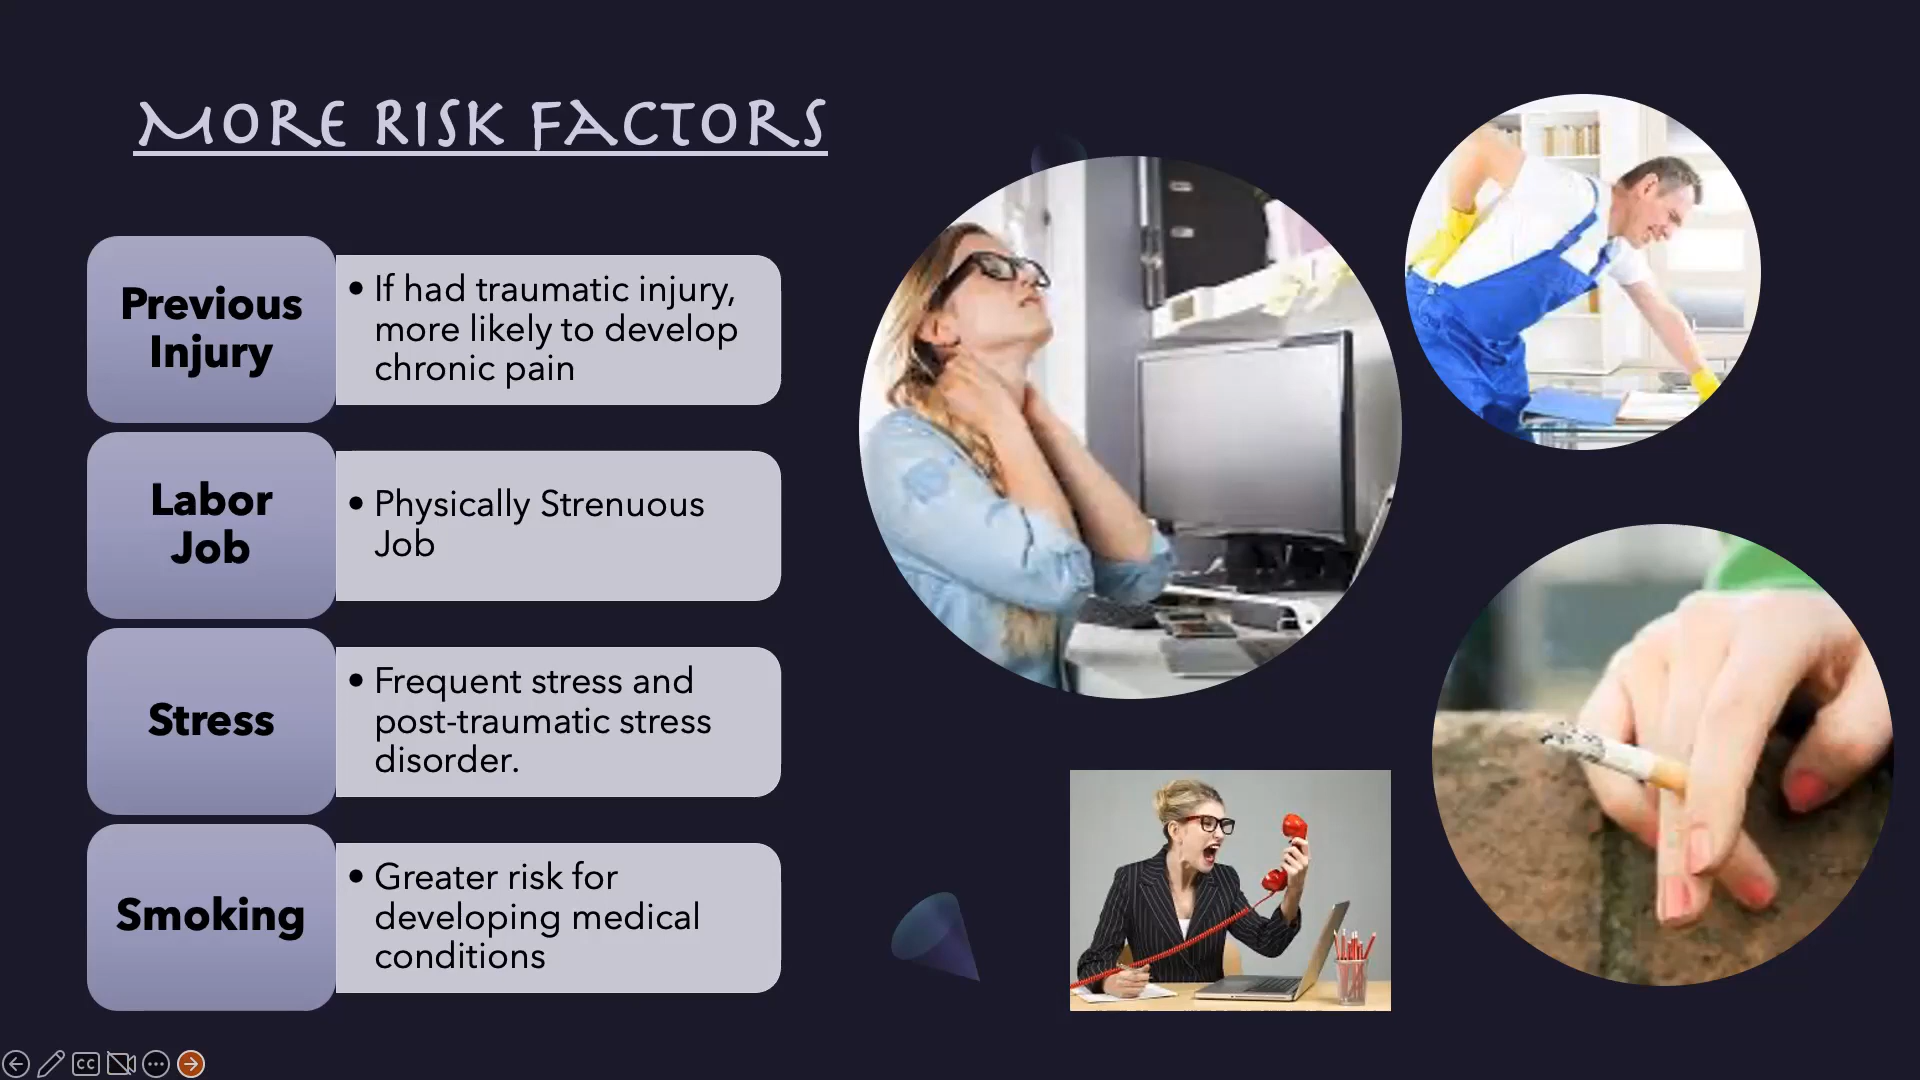 MORE RISK FACTORS
Previous
Injury
• If had traumatic injury,
more likely to develop
chronic pain
Labor
Job
• Physically Strenuous
Job
Stress
• Frequent stress and
post-traumatic stress
disorder.
Smoking
• Greater risk for
developing medical
conditions
CC